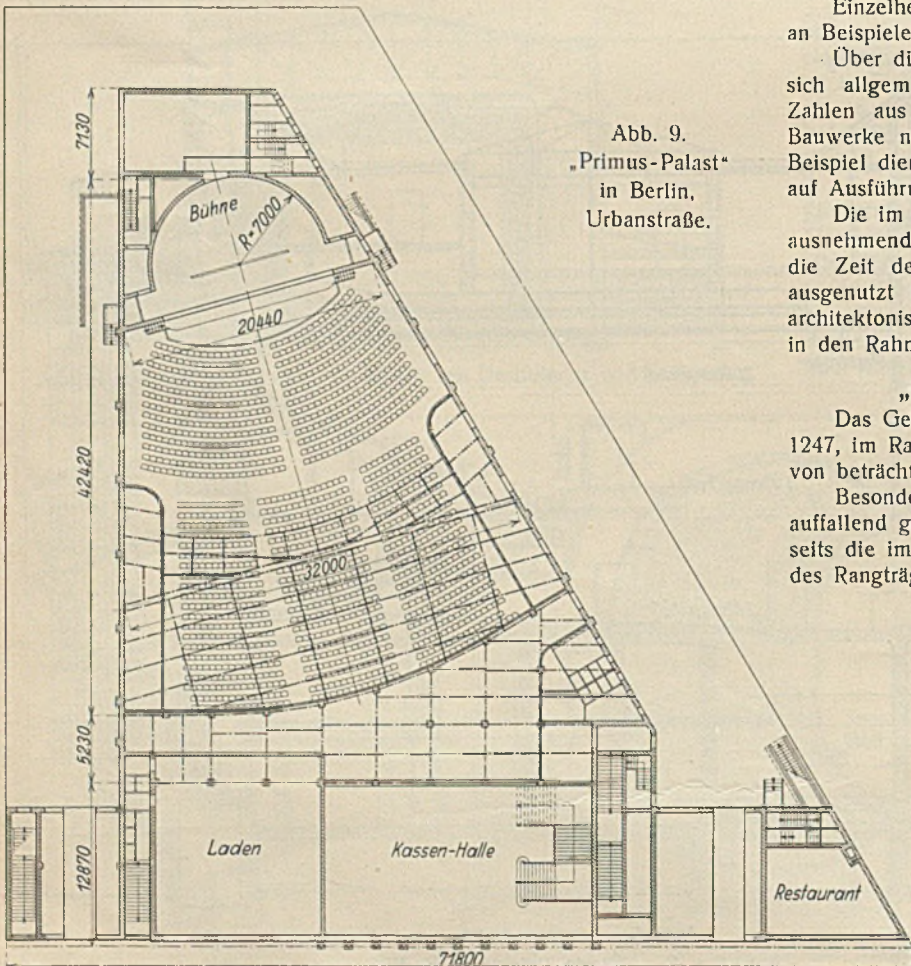 Abb. 9.
„Primus-Palast“
in Berlin,
Urbanstraße.
7130
Bühne
R=7000
20440
42420
32000
5230
12870
Laden
Kassen-Halle
Restaurant
71800
an Beispiele
Über di
sich allgem
Zahlen aus
Bauwerke n
Beispiel dier
auf Ausführu
Die im
ausnehmend
die Zeit de
ausgenutzt
architektonis
in den Rahm
„
Das Ge
1247, im Ra
von beträcht
Besonde
auffallend g
seits die im
des Rangträg